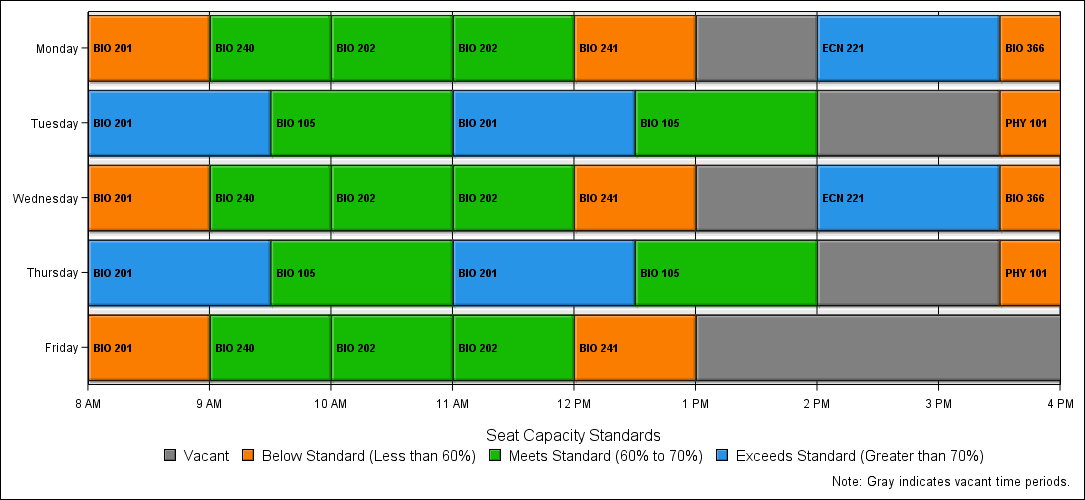 Monday BIO 201 BIO 240 BIO 202 BIO 202 BIO 241 ECN 221 BIO 366
Tuesday BIO 201 BIO 105 BIO 201 BIO 105 PHY 101
Wednesday BIO 201 BIO 240 BIO 202 BIO 202 BIO 241 ECN 221 BIO 366
Thursday BIO 201 BIO 105 BIO 201 BIO 105 PHY 101
Friday BIO 201 BIO 240 BIO 202 BIO 202 BIO 241
8 AM 9 AM 10 AM 11 AM 12 PM 1 PM 2 PM 3 PM 4 PM
Seat Capacity Standards
Vacant Below Standard (Less than 60%) Meets Standard (60% to 70%) Exceeds Standard (Greater than 70%)
Note: Gray indicates vacant time periods.